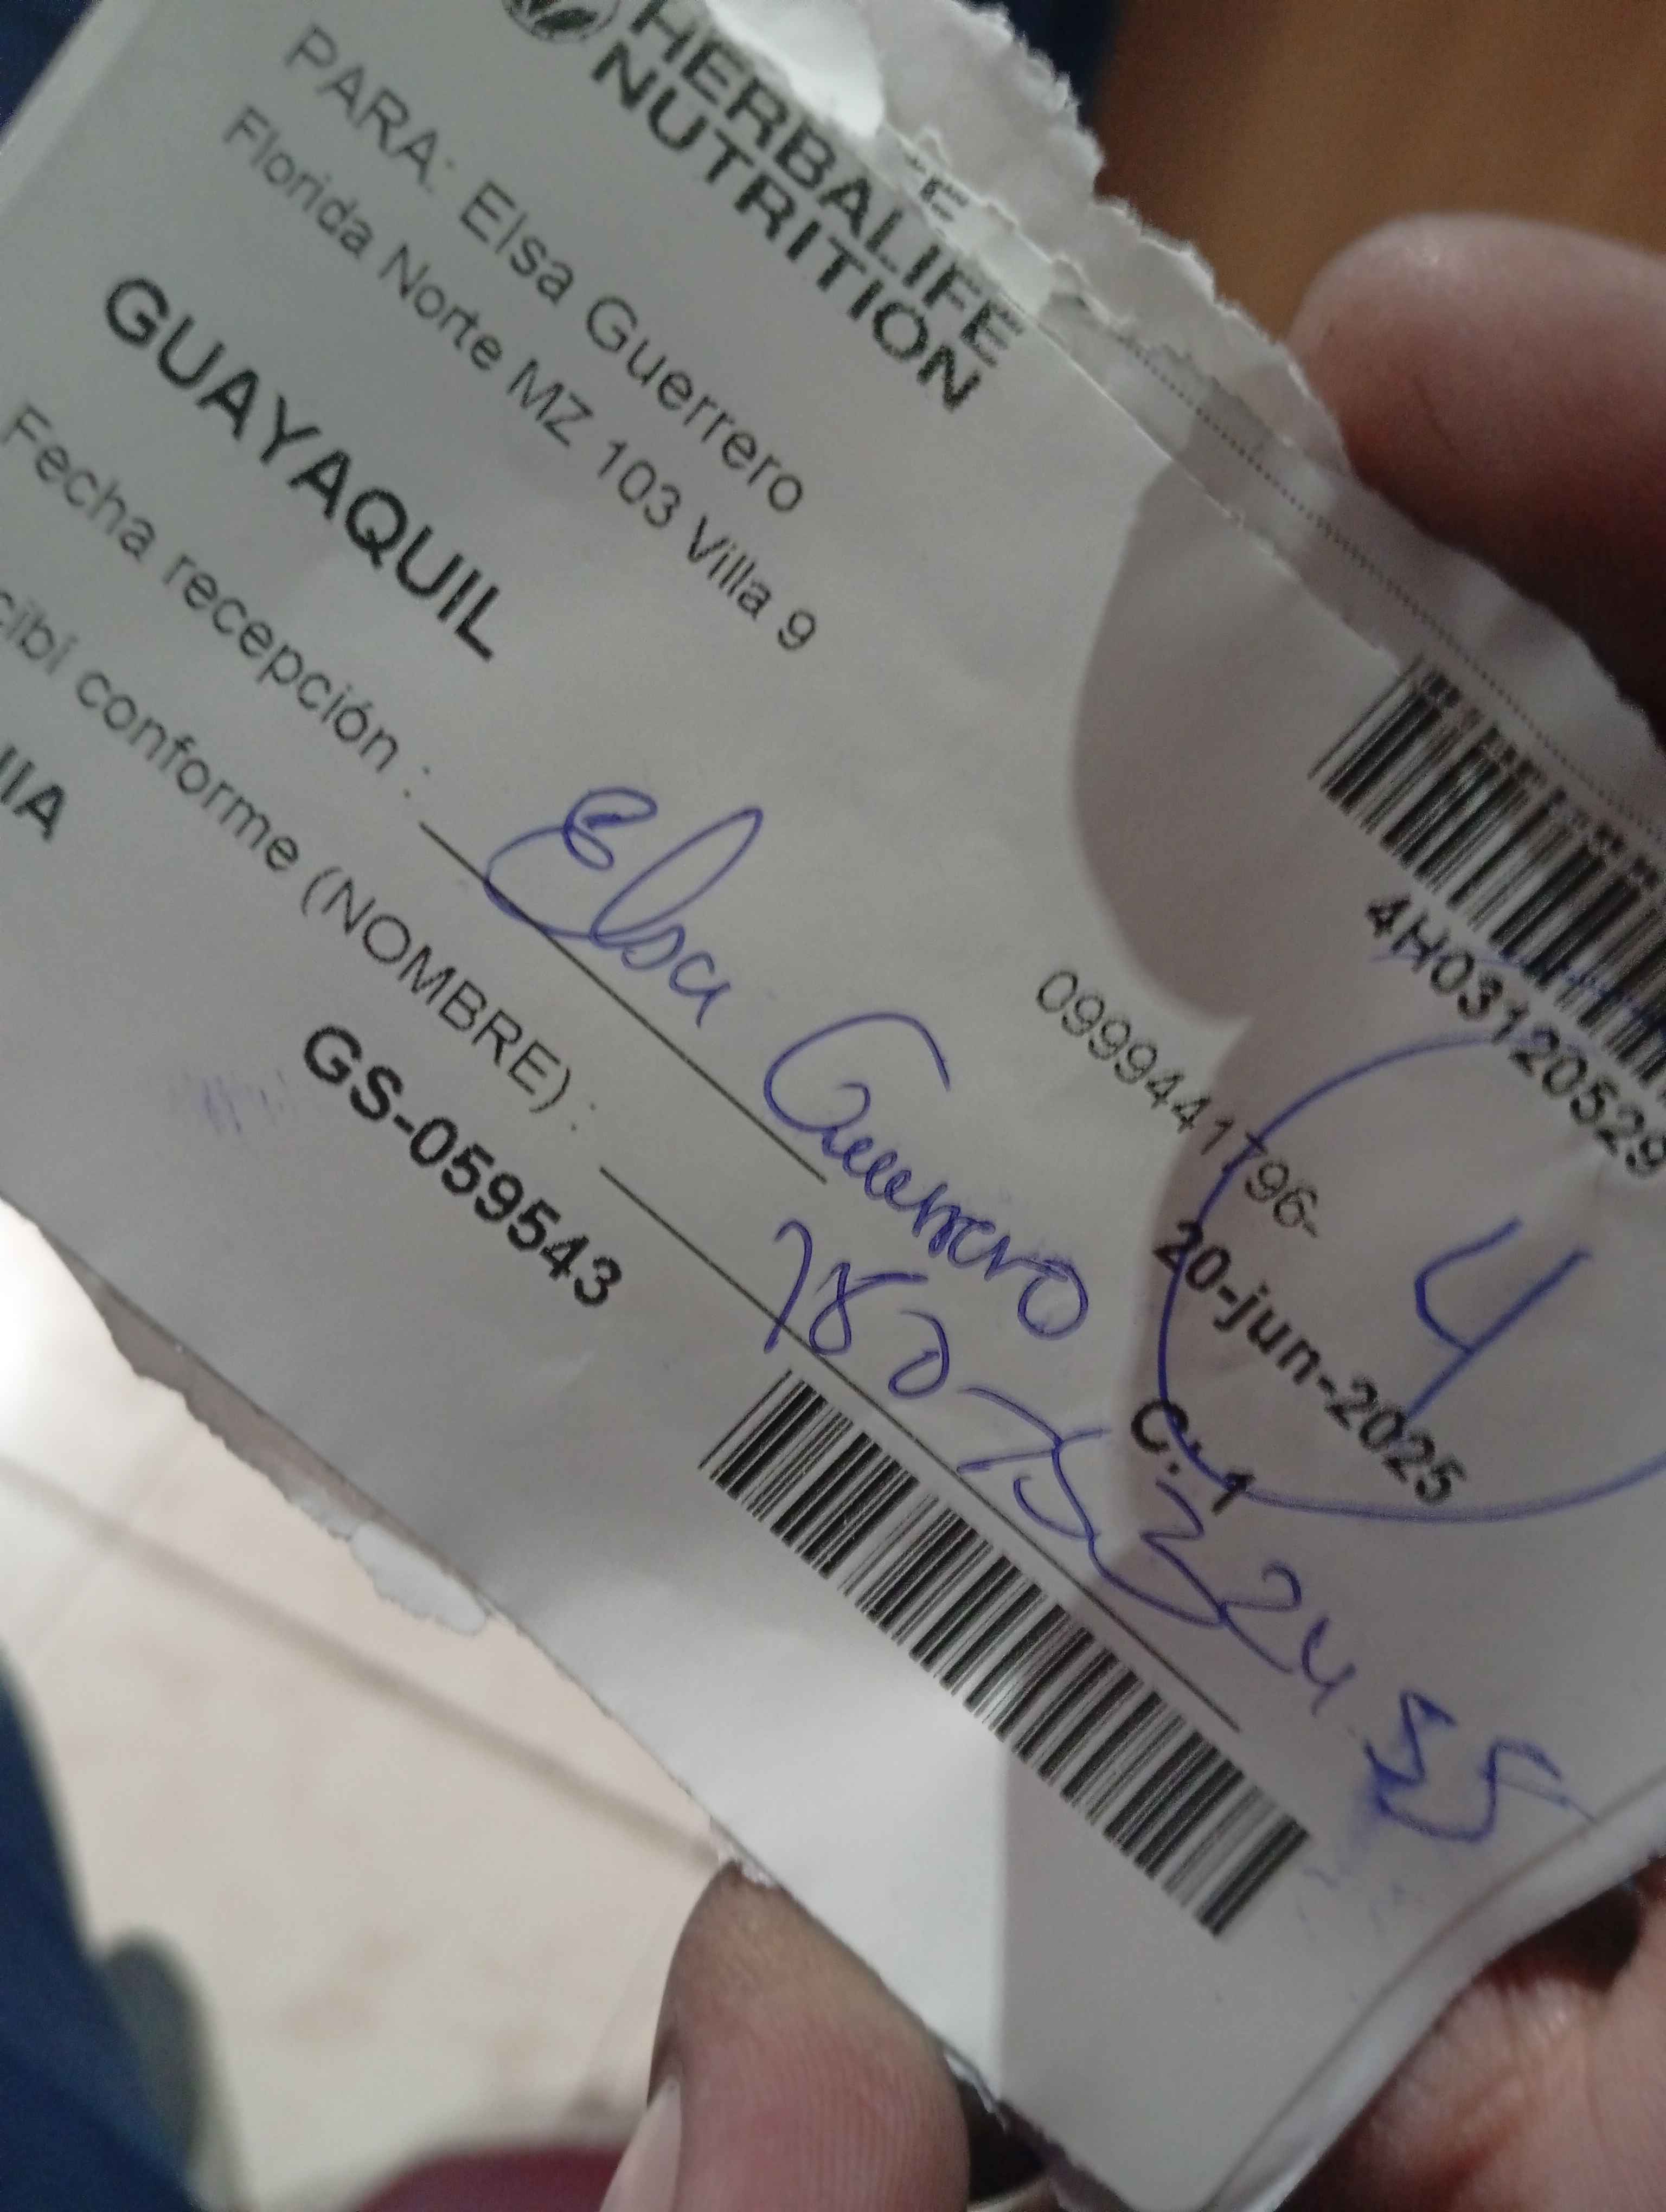 HERBALIFE
NUTRITION
PARA: Elsa Guerrero
Florida Norte MZ 103 Villa 9
4H03120529
GUAYAQUIL
0999441796-
20-jun-2025
4
C. 1
Fecha recepción :
Elsa Guerrero
cibí conforme (NOMBRE) :
GS-059543